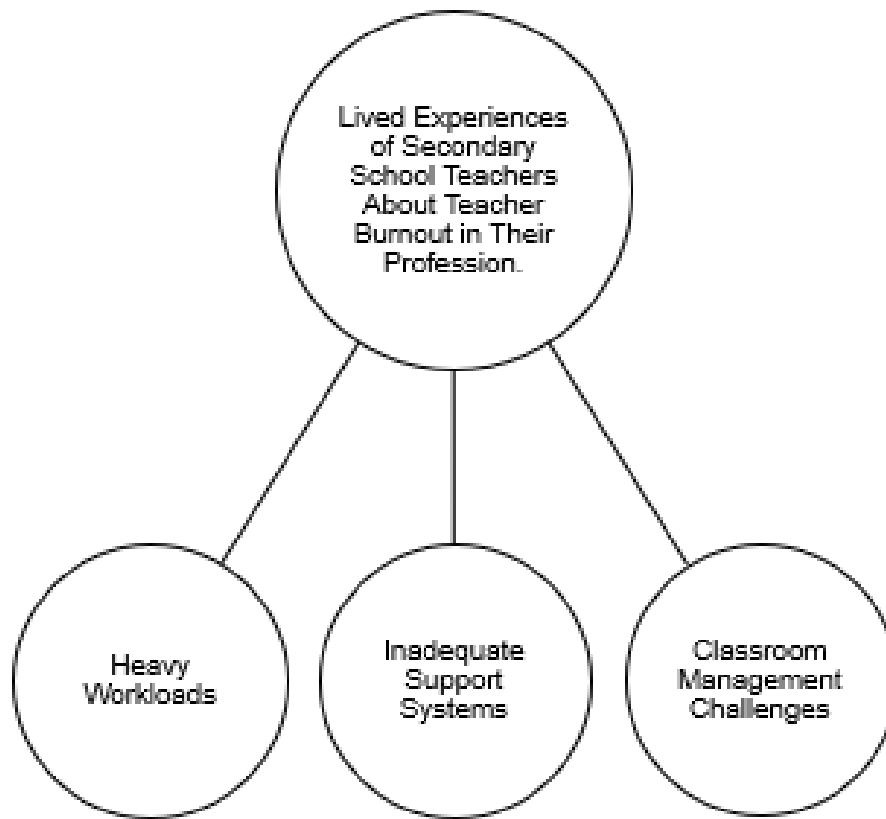 Lived Experiences
of Secondary
School Teachers
About Teacher
Burnout in Their
Profession.
Heavy
Workloads
Inadequate
Support
Systems
Classroom
Management
Challenges